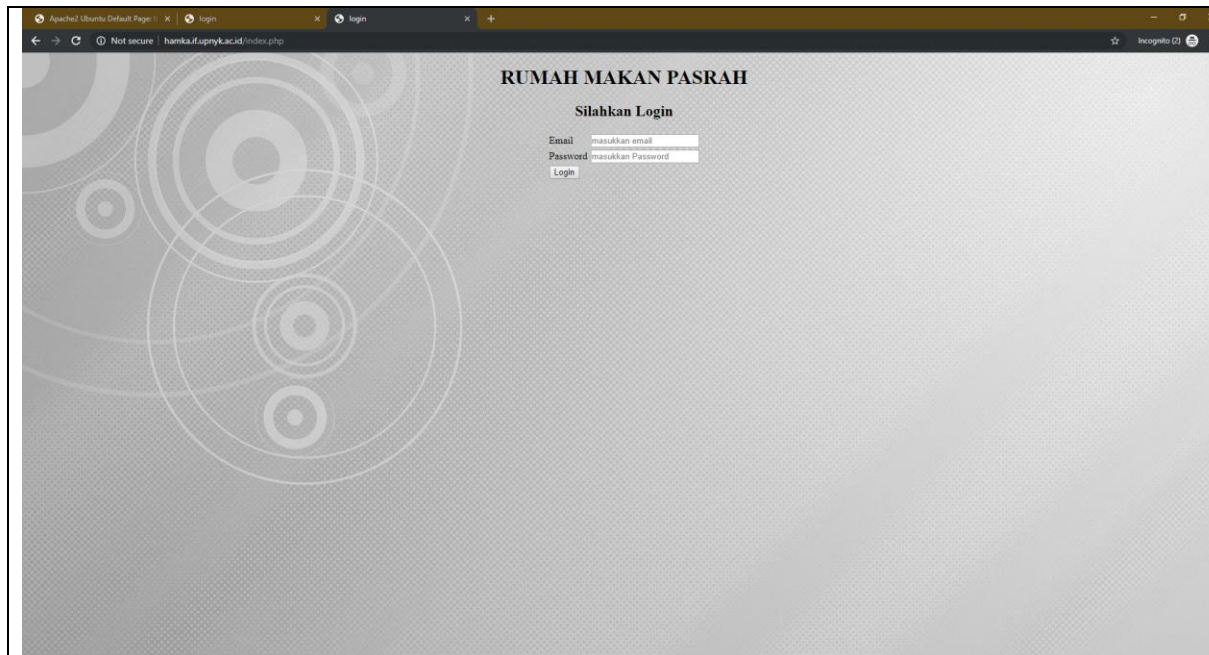 Apache2 Ubuntu Default Page: It
login
login
Not secure | hamka.if.upnyk.ac.id/index.php
Incognito (2)
RUMAH MAKAN PASRAH
Silahkan Login
Email masukkan email
Password masukkan Password
Login